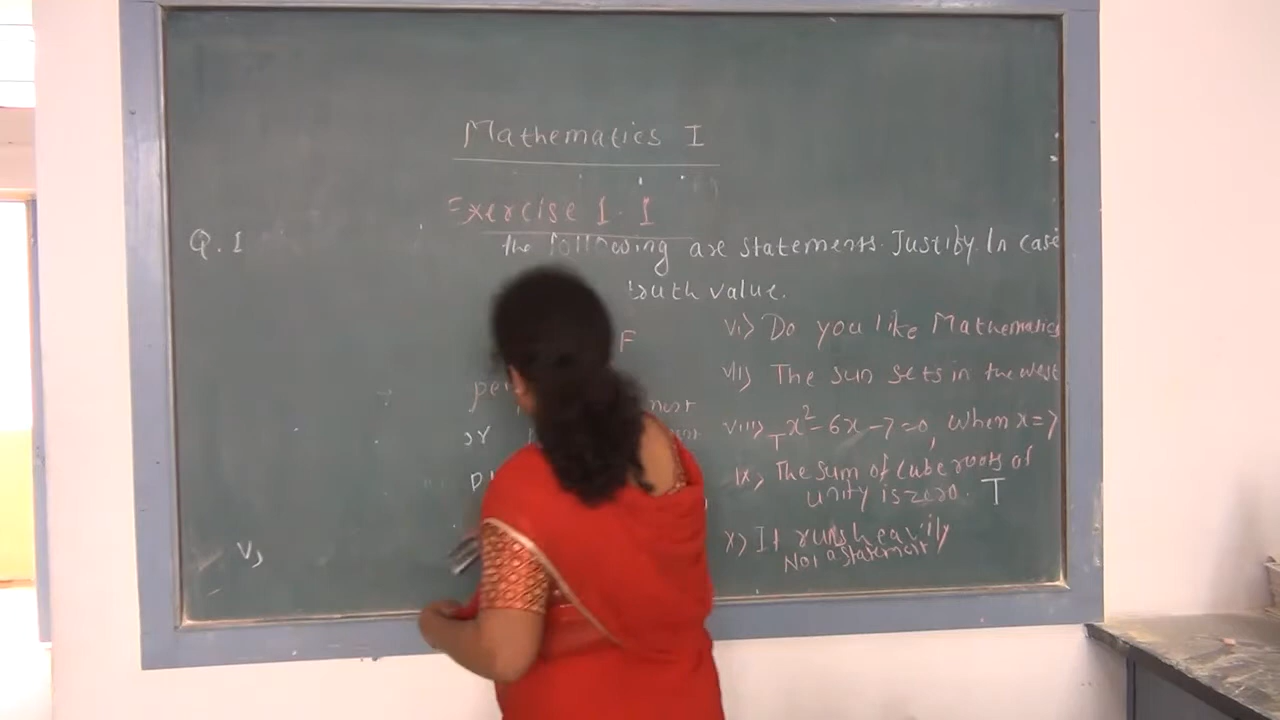 Mathematics I
Exercise 1.1
Q.1 the following are statements. Justify. In case
truth value.
F
vi) Do you like Mathematics
vii) The sun sets in the west
viii) x²-6x-7=0, when x=7
T
ix, The sum of cube roots of
unity is zero. T
x) It runs heavily
Not a statement
or
v,